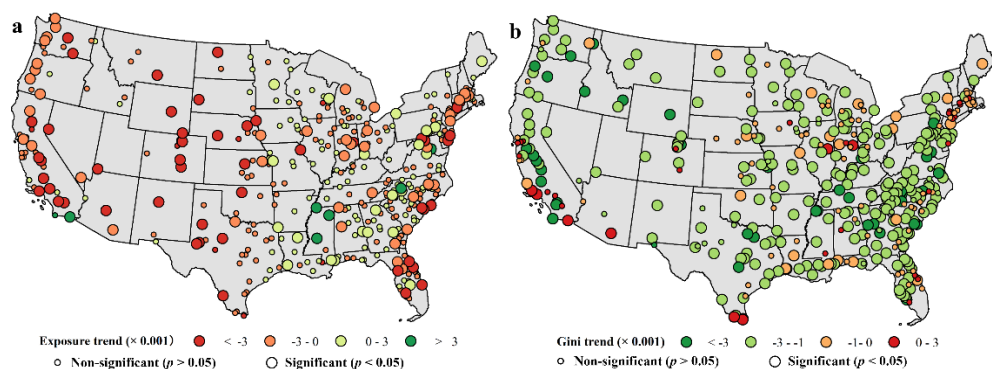 a
b
Exposure trend (× 0.001) < -3 -3 - 0 0 - 3 > 3
Non-significant (p > 0.05) Significant (p < 0.05)
Gini trend (× 0.001) < -3 -3 - -1 -1- 0 0 - 3
Non-significant (p > 0.05) Significant (p < 0.05)